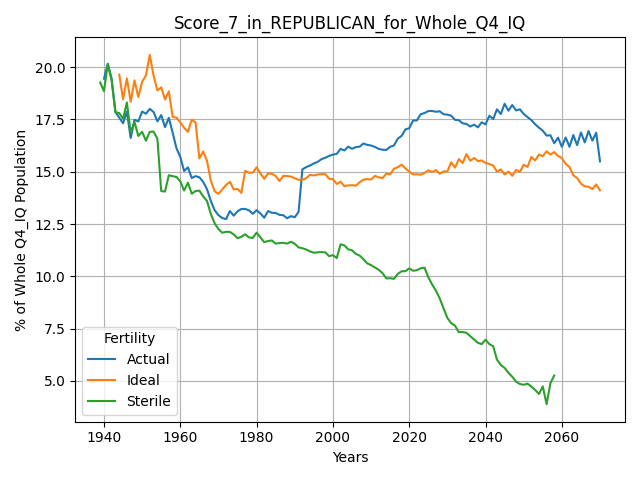 Score_7_in_REPUBLICAN_for_Whole_Q4_IQ
% of Whole Q4_IQ Population
20.0
17.5
15.0
12.5
10.0
7.5
5.0
Fertility
Actual
Ideal
Sterile
1940 1960 1980 2000 2020 2040 2060
Years